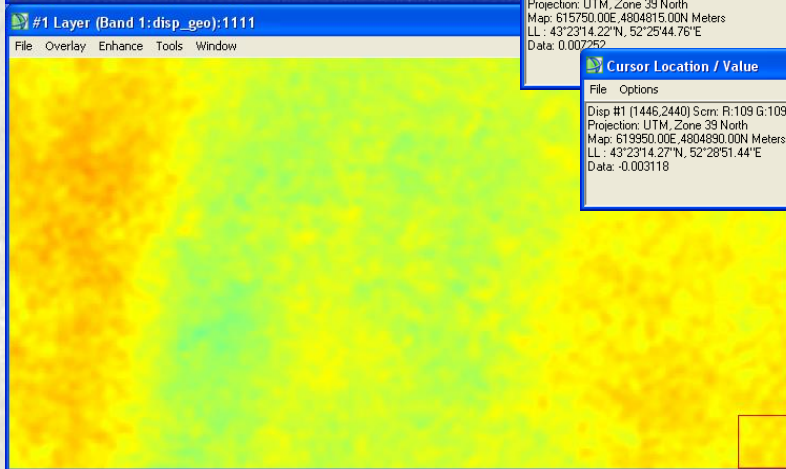 Projection: UTM, Zone 39 North
Map: 615750.00E,4804815.00N Meters
LL : 43°23'14.22"N, 52°25'44.76"E
Data: 0.007252
#1 Layer (Band 1:disp_geo):1111
File Overlay Enhance Tools Window
Cursor Location / Value
File Options
Disp #1 (1446,2440) Scrn: R:109 G:109
Projection: UTM, Zone 39 North
Map: 619950.00E,4804890.00N Meters
LL : 43°23'14.27"N, 52°28'51.44"E
Data: -0.003118